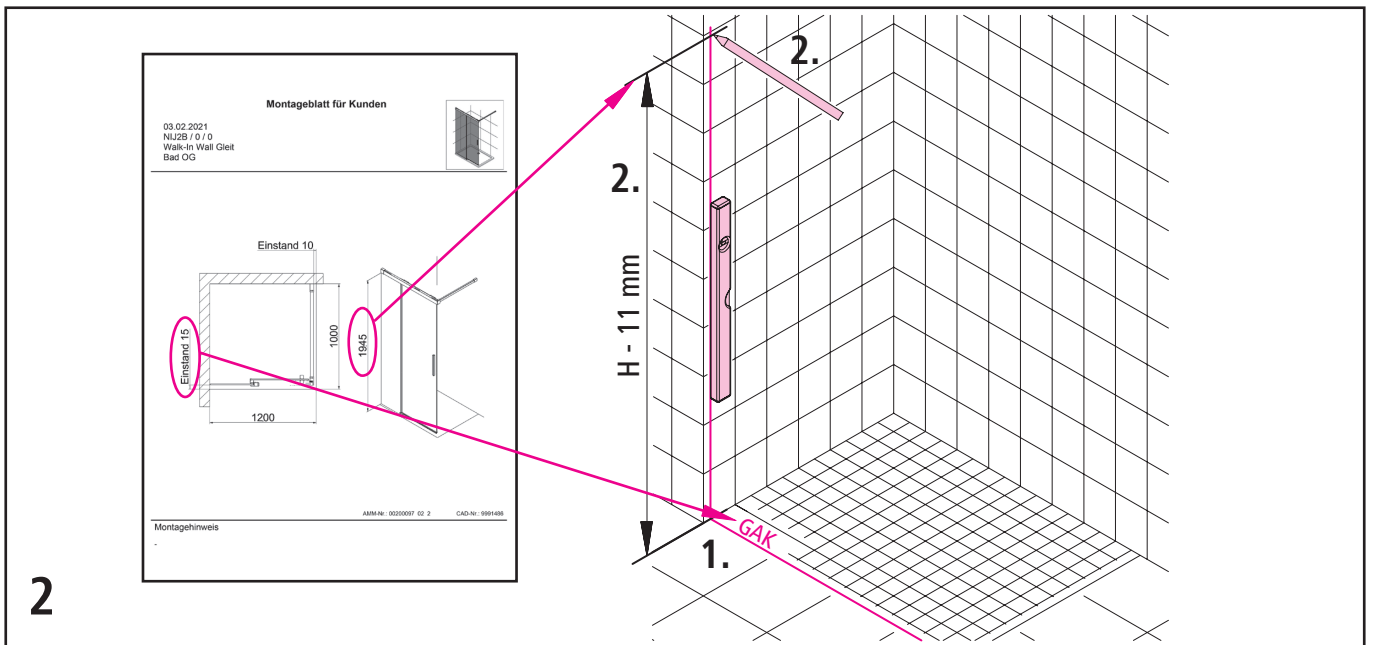 Montageblatt für Kunden
03.02.2021
NIJ2B / 0 / 0
Walk-In Wall Gleit
Bad OG
Einstand 10
Einstand 15
1000
1945
1200
AMM-Nr.: 00200097 02 2 CAD-Nr.: 9991486
Montagehinweis
-
2.
2.
H - 11 mm
GAK
1.
2